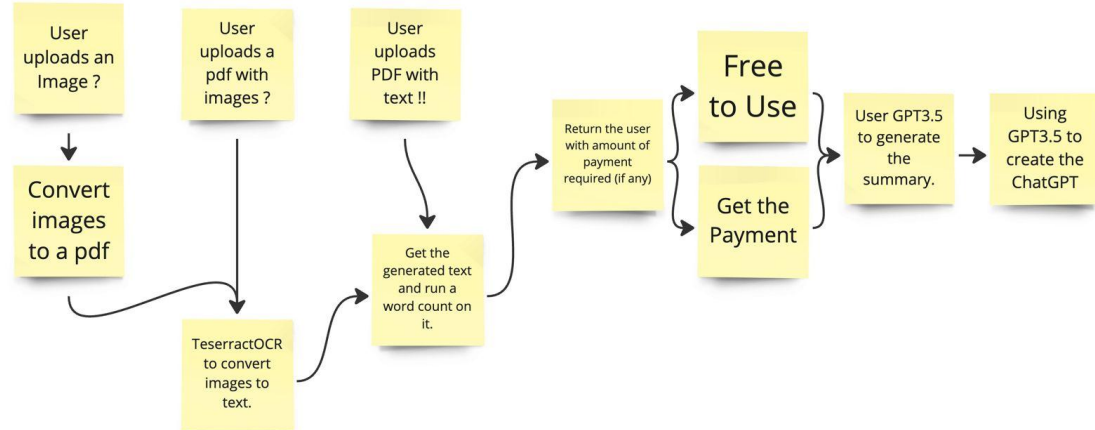 User
uploads an
Image ?
User
uploads a
pdf with
images ?
User
uploads
PDF with
text !!
Convert
images
to a pdf
TeserractOCR
to convert
images to
text.
Get the
generated text
and run a
word count on
it.
Return the user
with amount of
payment
required (if any)
Free
to Use
Get the
Payment
User GPT3.5
to generate
the
summary.
Using
GPT3.5 to
create the
ChatGPT